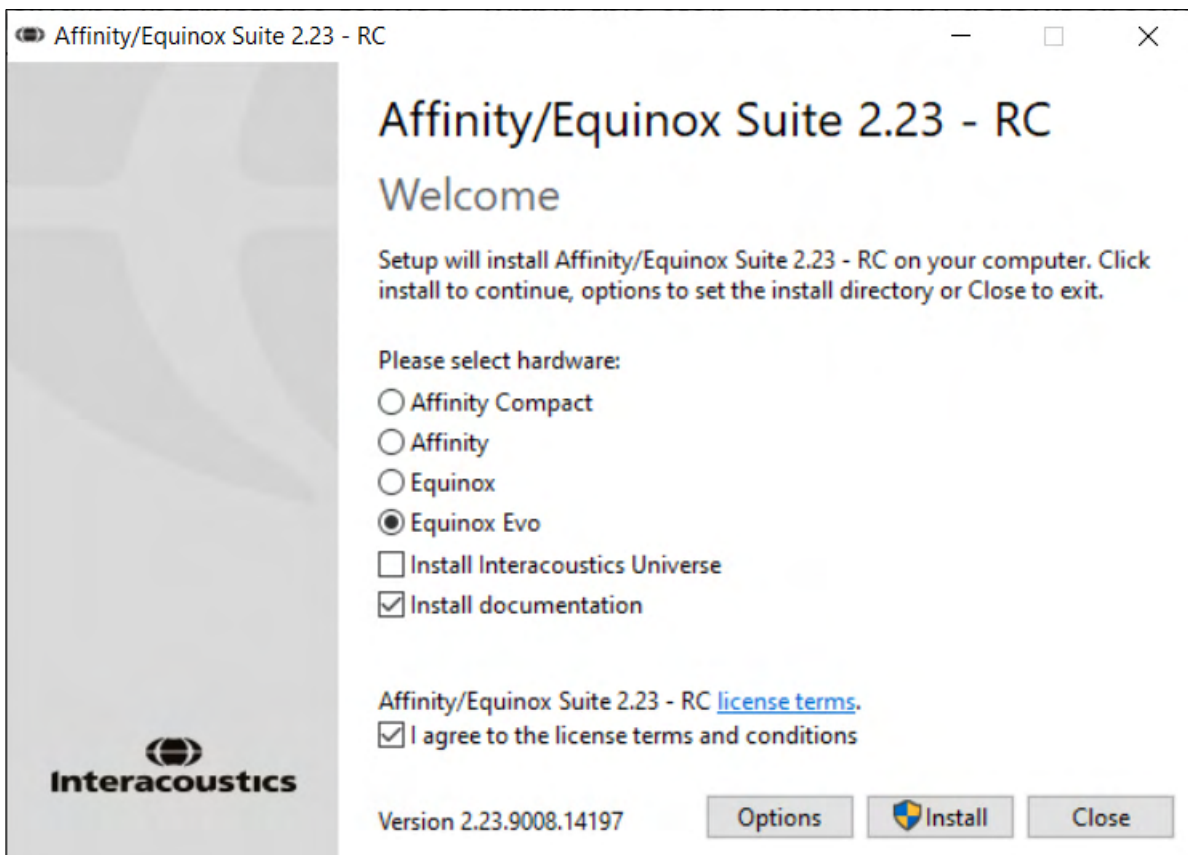 Affinity/Equinox Suite 2.23 - RC
Affinity/Equinox Suite 2.23 - RC
Welcome
Setup will install Affinity/Equinox Suite 2.23 - RC on your computer. Click
install to continue, options to set the install directory or Close to exit.
Please select hardware:
Affinity Compact
Affinity
Equinox
Equinox Evo
Install Interacoustics Universe
Install documentation
Affinity/Equinox Suite 2.23 - RC license terms.
I agree to the license terms and conditions
Interacoustics
Version 2.23.9008.14197
Options
Install
Close